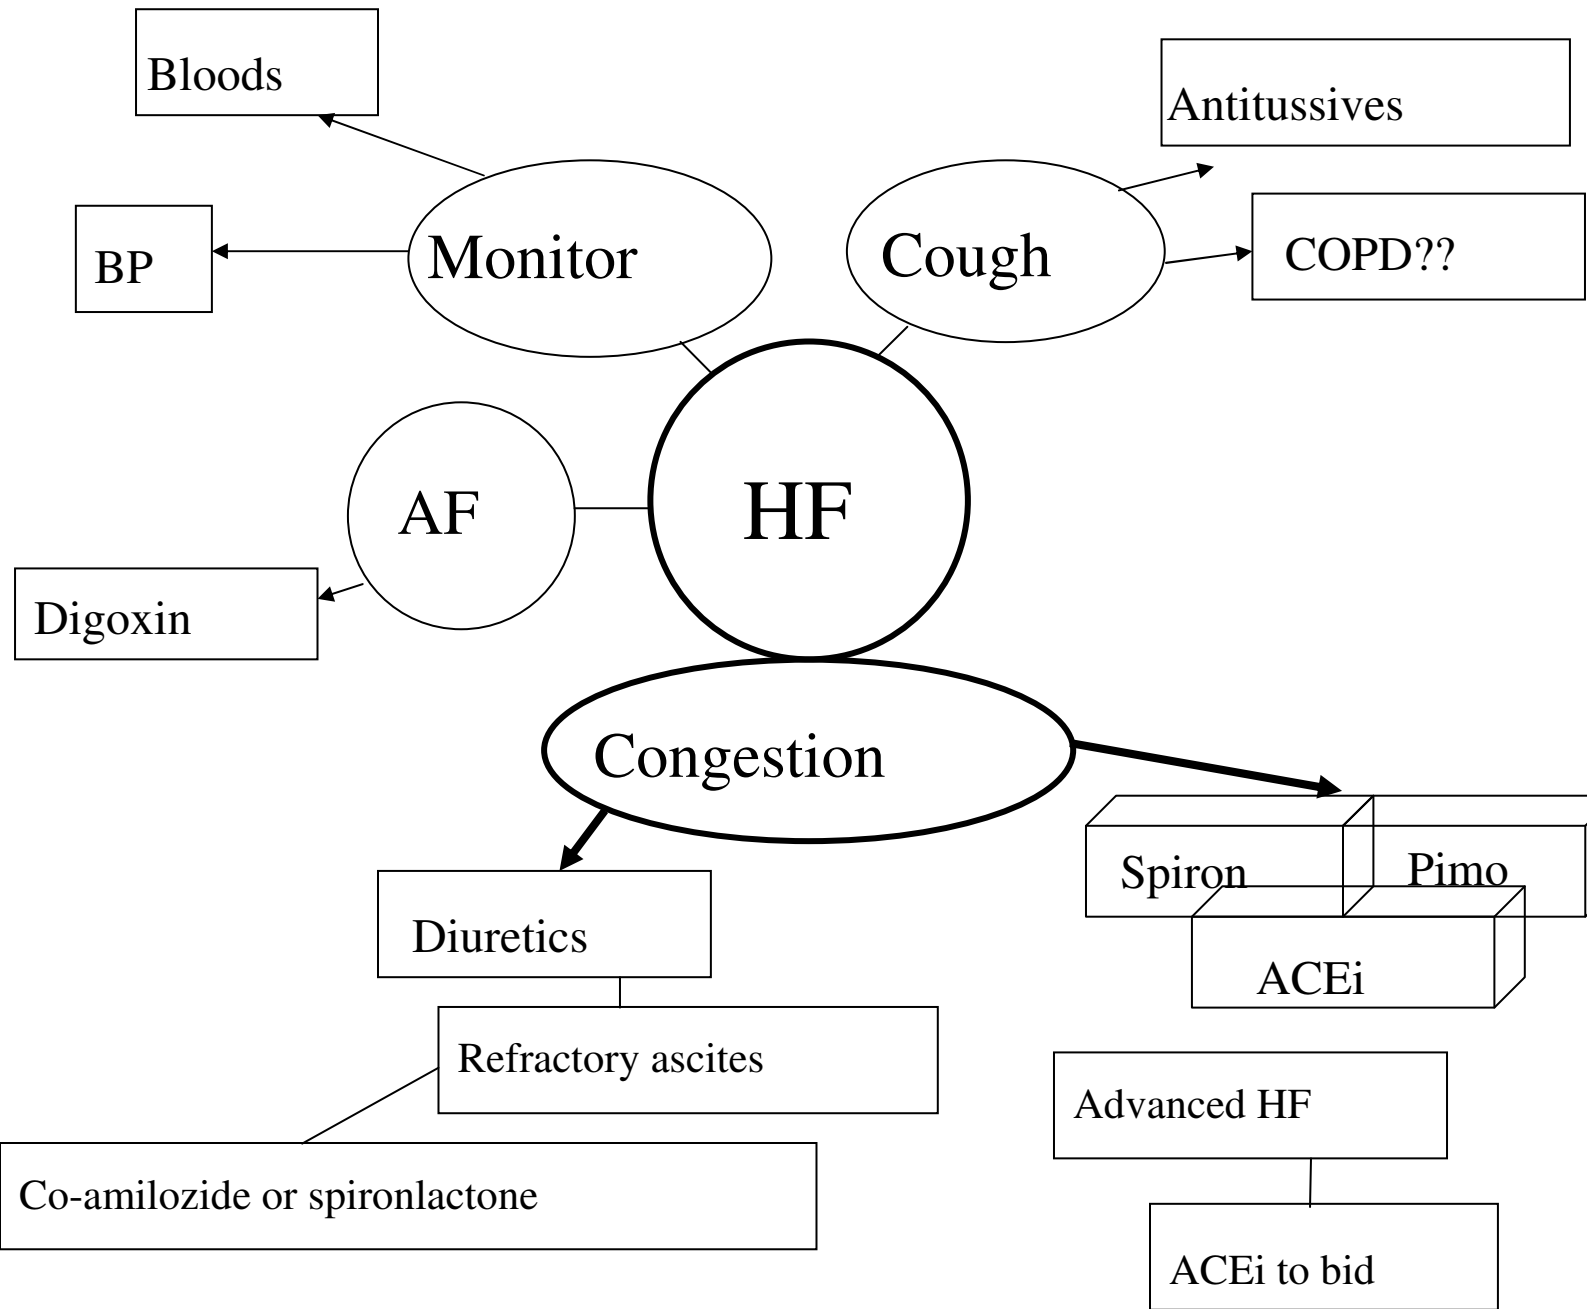 Bloods
Antitussives
BP
Monitor
Cough
COPD??
AF
HF
Digoxin
Congestion
Spiron
Pimo
Diuretics
ACEi
Refractory ascites
Advanced HF
Co-amilozide or spironlactone
ACEi to bid